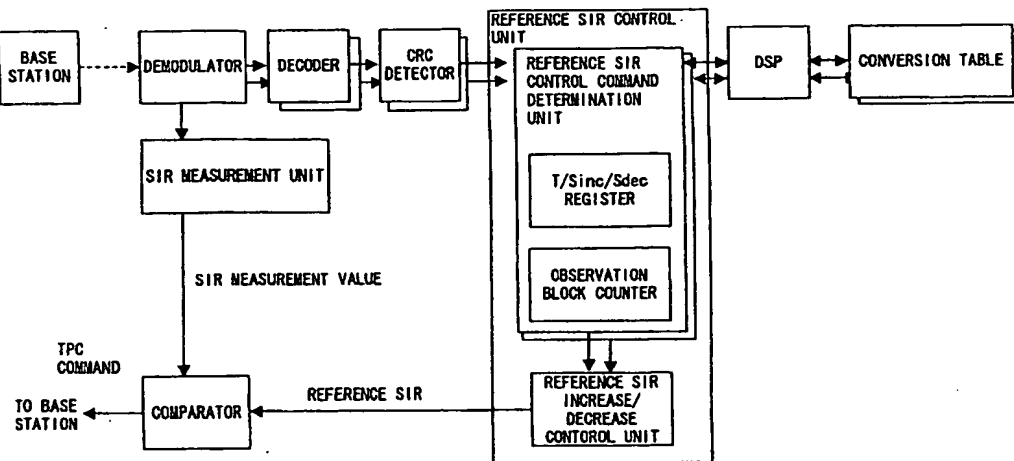 REFERENCE SIR CONTROL
UNIT
BASE
STATION
DEMODULATOR
DECODER
CRC
DETECTOR
REFERENCE SIR
CONTROL COMMAND
DETERMINATION
UNIT
DSP
CONVERSION TABLE
SIR MEASUREMENT UNIT
T/Sinc/Sdec
REGISTER
OBSERVATION
BLOCK COUNTER
SIR MEASUREMENT VALUE
TPC
COMMAND
TO BASE
STATION
COMPARATOR
REFERENCE SIR
REFERENCE SIR
INCREASE/
DECREASE
CONTOROL UNIT